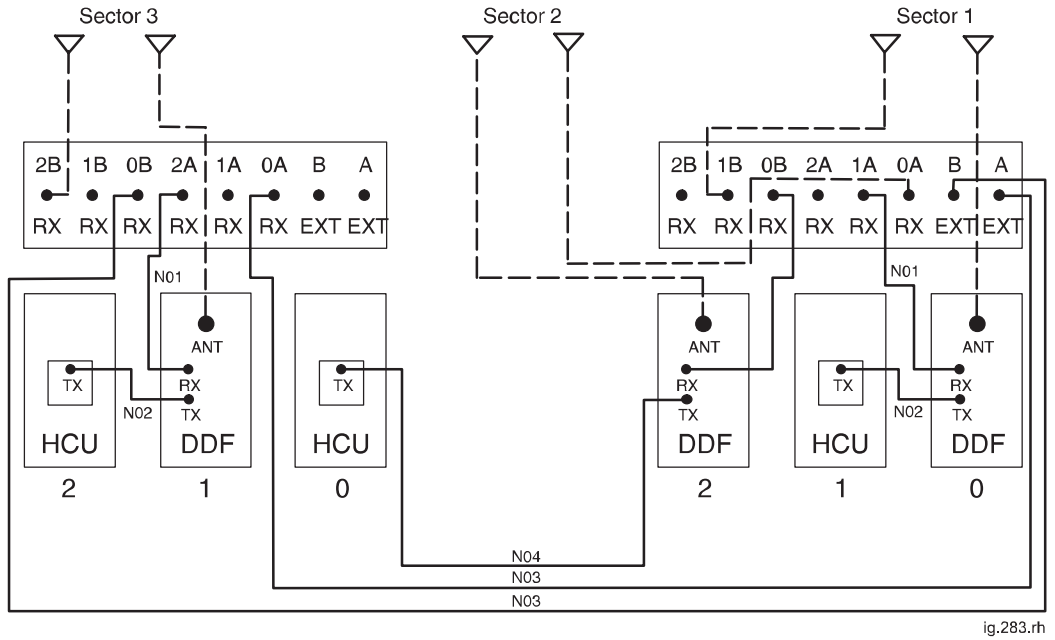 Sector 3
Sector 2
Sector 1
2B 1B 0B 2A 1A 0A B A
RX RX RX RX RX RX EXT EXT
2B 1B 0B 2A 1A 0A B A
RX RX RX RX RX RX EXT EXT
N01
N01
ANT
ANT
ANT
TX
RX
TX
N02
TX
RX
TX
TX
RX
TX
N02
HCU
DDF
HCU
DDF
HCU
DDF
2
1
0
2
1
0
N04
N03
N03
ig.283.rh